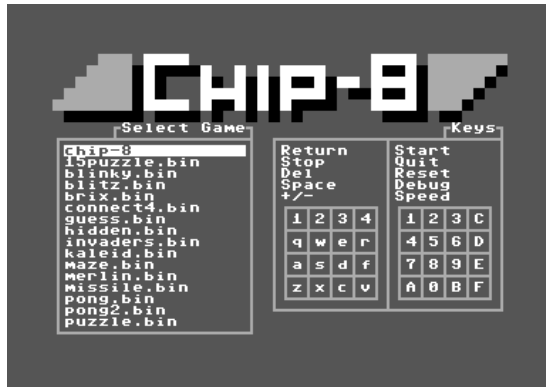 CHIP-8
Select Game
chip-8
15puzzle.bin
blinky.bin
blitz.bin
brix.bin
connect4.bin
guess.bin
hidden.bin
invaders.bin
kaleid.bin
maze.bin
merlin.bin
missile.bin
pong.bin
pong2.bin
puzzle.bin
Keys
Return Start
Stop Quit
Del Reset
Space Debug
+/- Speed
1 2 3 4 1 2 3 C
q w e r 4 5 6 D
a s d f 7 8 9 E
z x c v A 0 B F